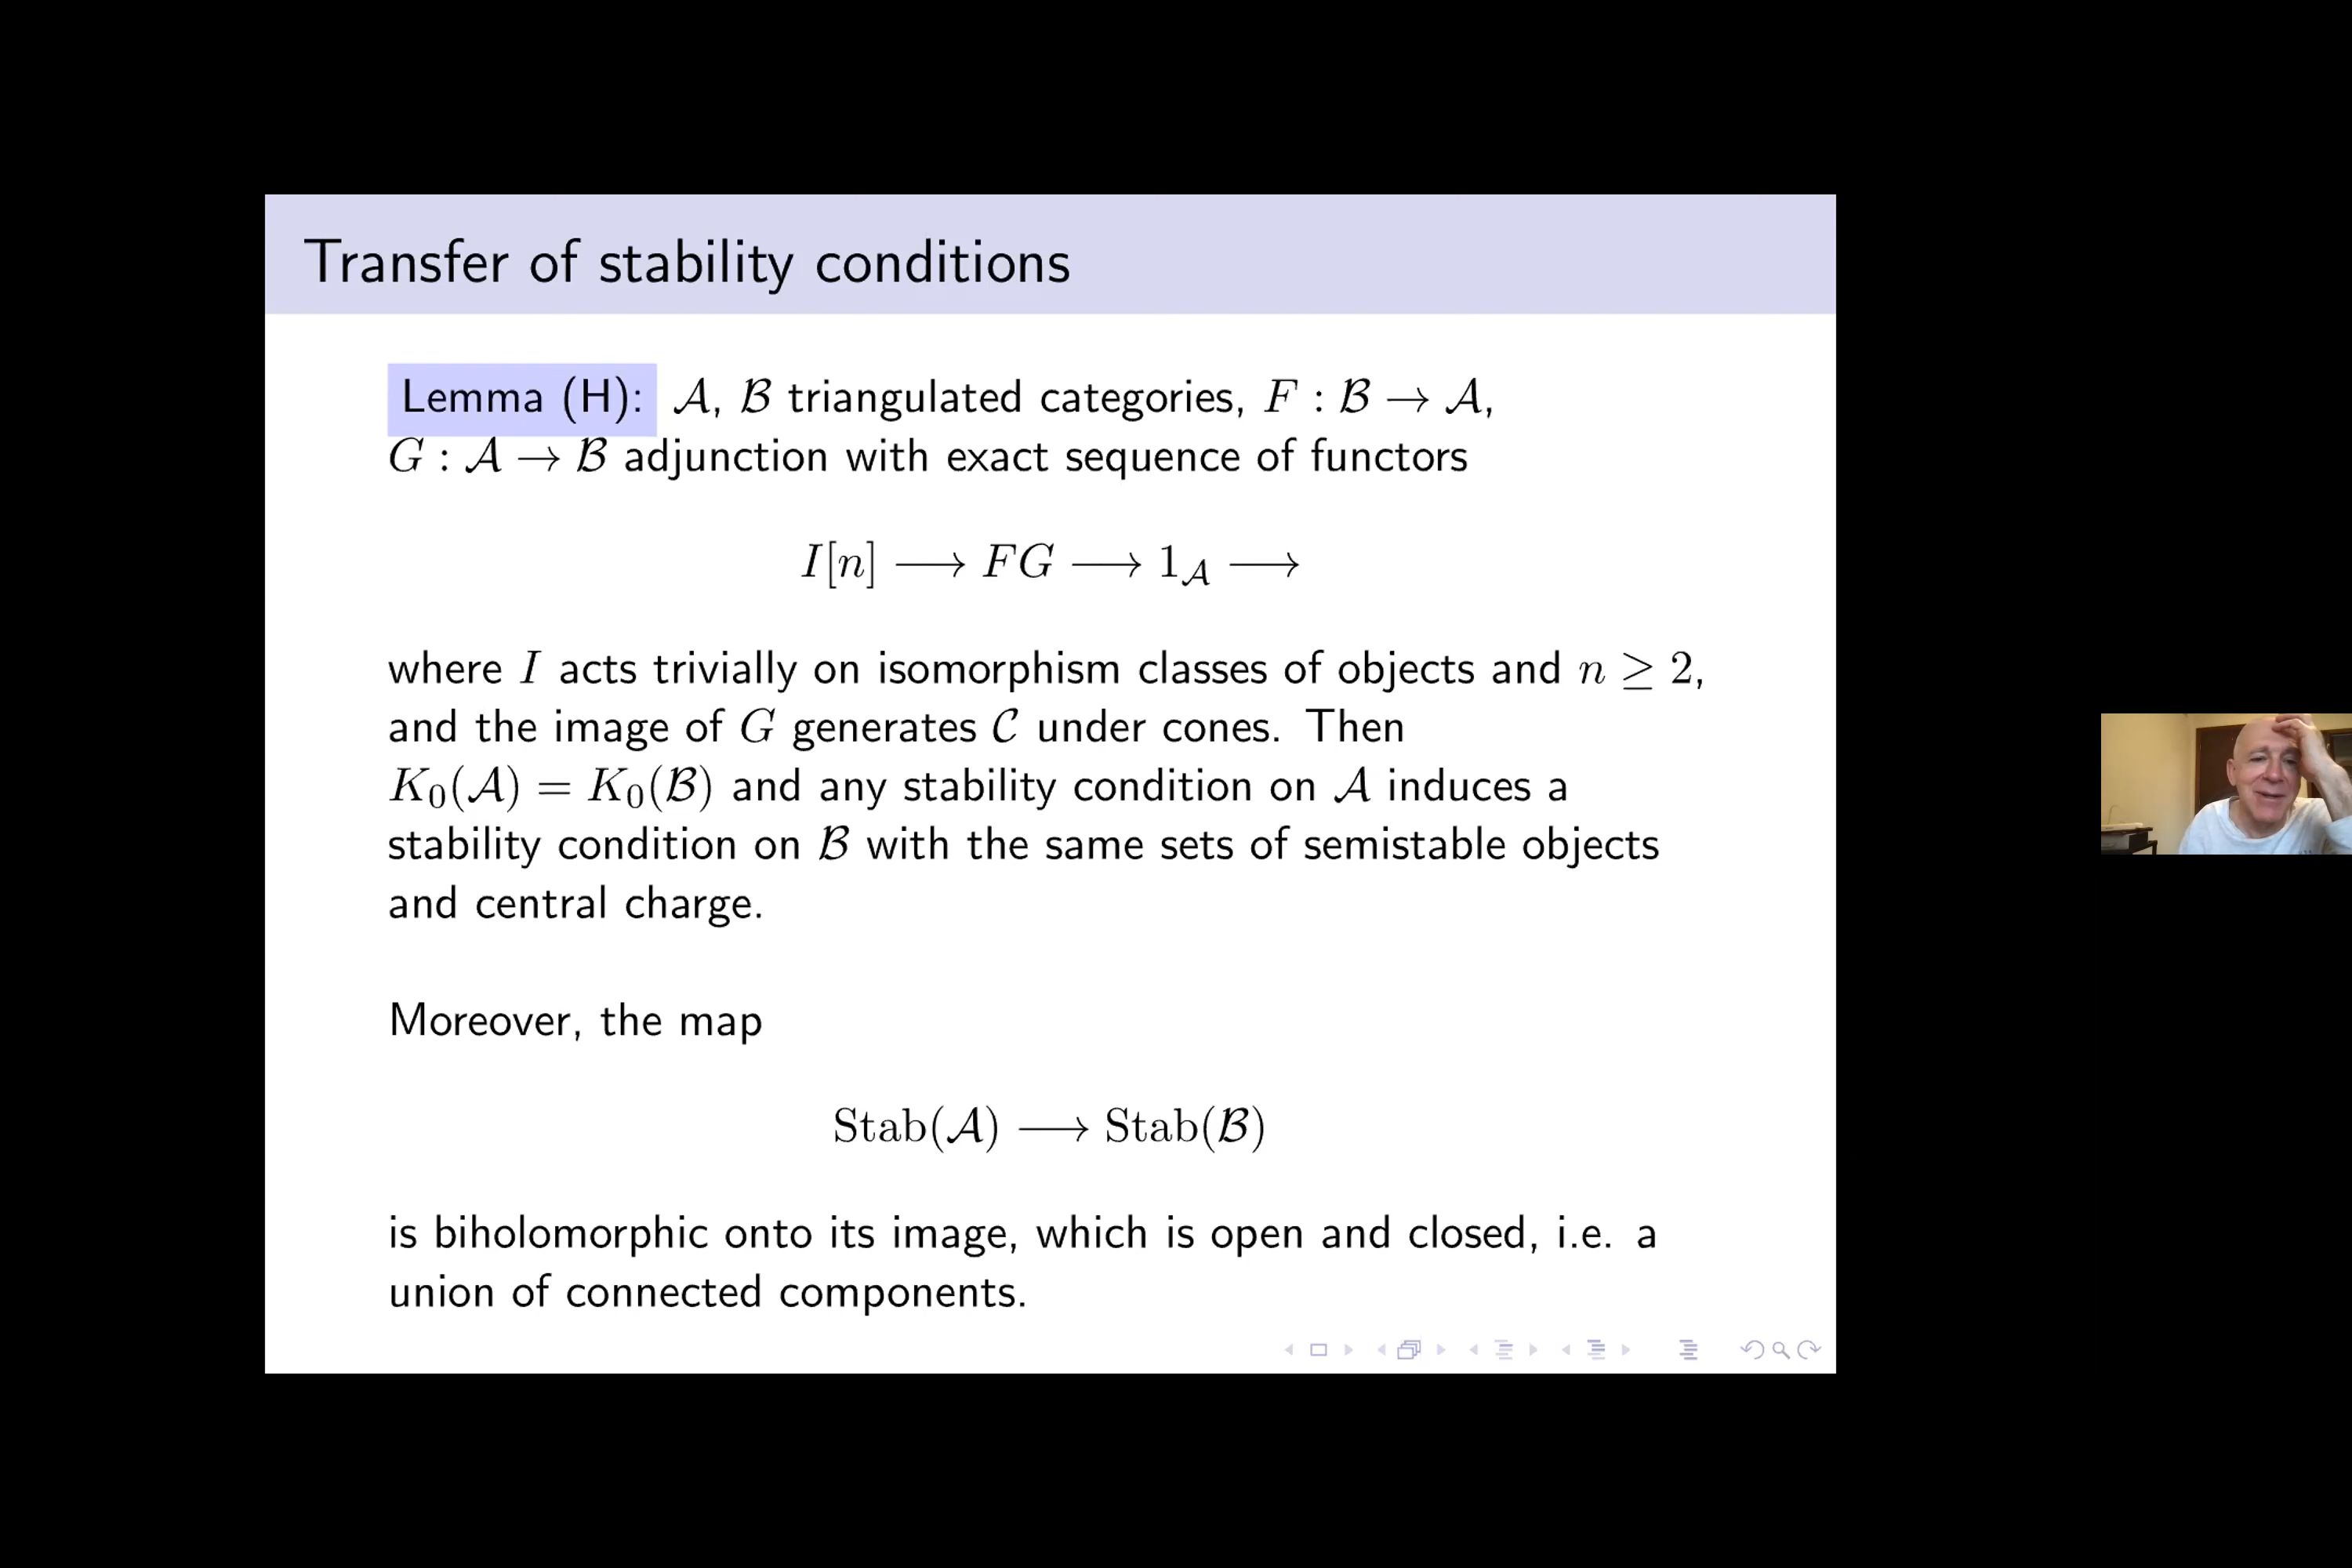 Transfer of stability conditions
Lemma (H): 𝒜, ℬ triangulated categories, F : ℬ → 𝒜,
G : 𝒜 → ℬ adjunction with exact sequence of functors
I[n] ⟶ FG ⟶ 1_𝒜 ⟶
where I acts trivially on isomorphism classes of objects and n ≥ 2,
and the image of G generates 𝒞 under cones. Then
K₀(𝒜) = K₀(ℬ) and any stability condition on 𝒜 induces a
stability condition on ℬ with the same sets of semistable objects
and central charge.
Moreover, the map
Stab(𝒜) ⟶ Stab(ℬ)
is biholomorphic onto its image, which is open and closed, i.e. a
union of connected components.